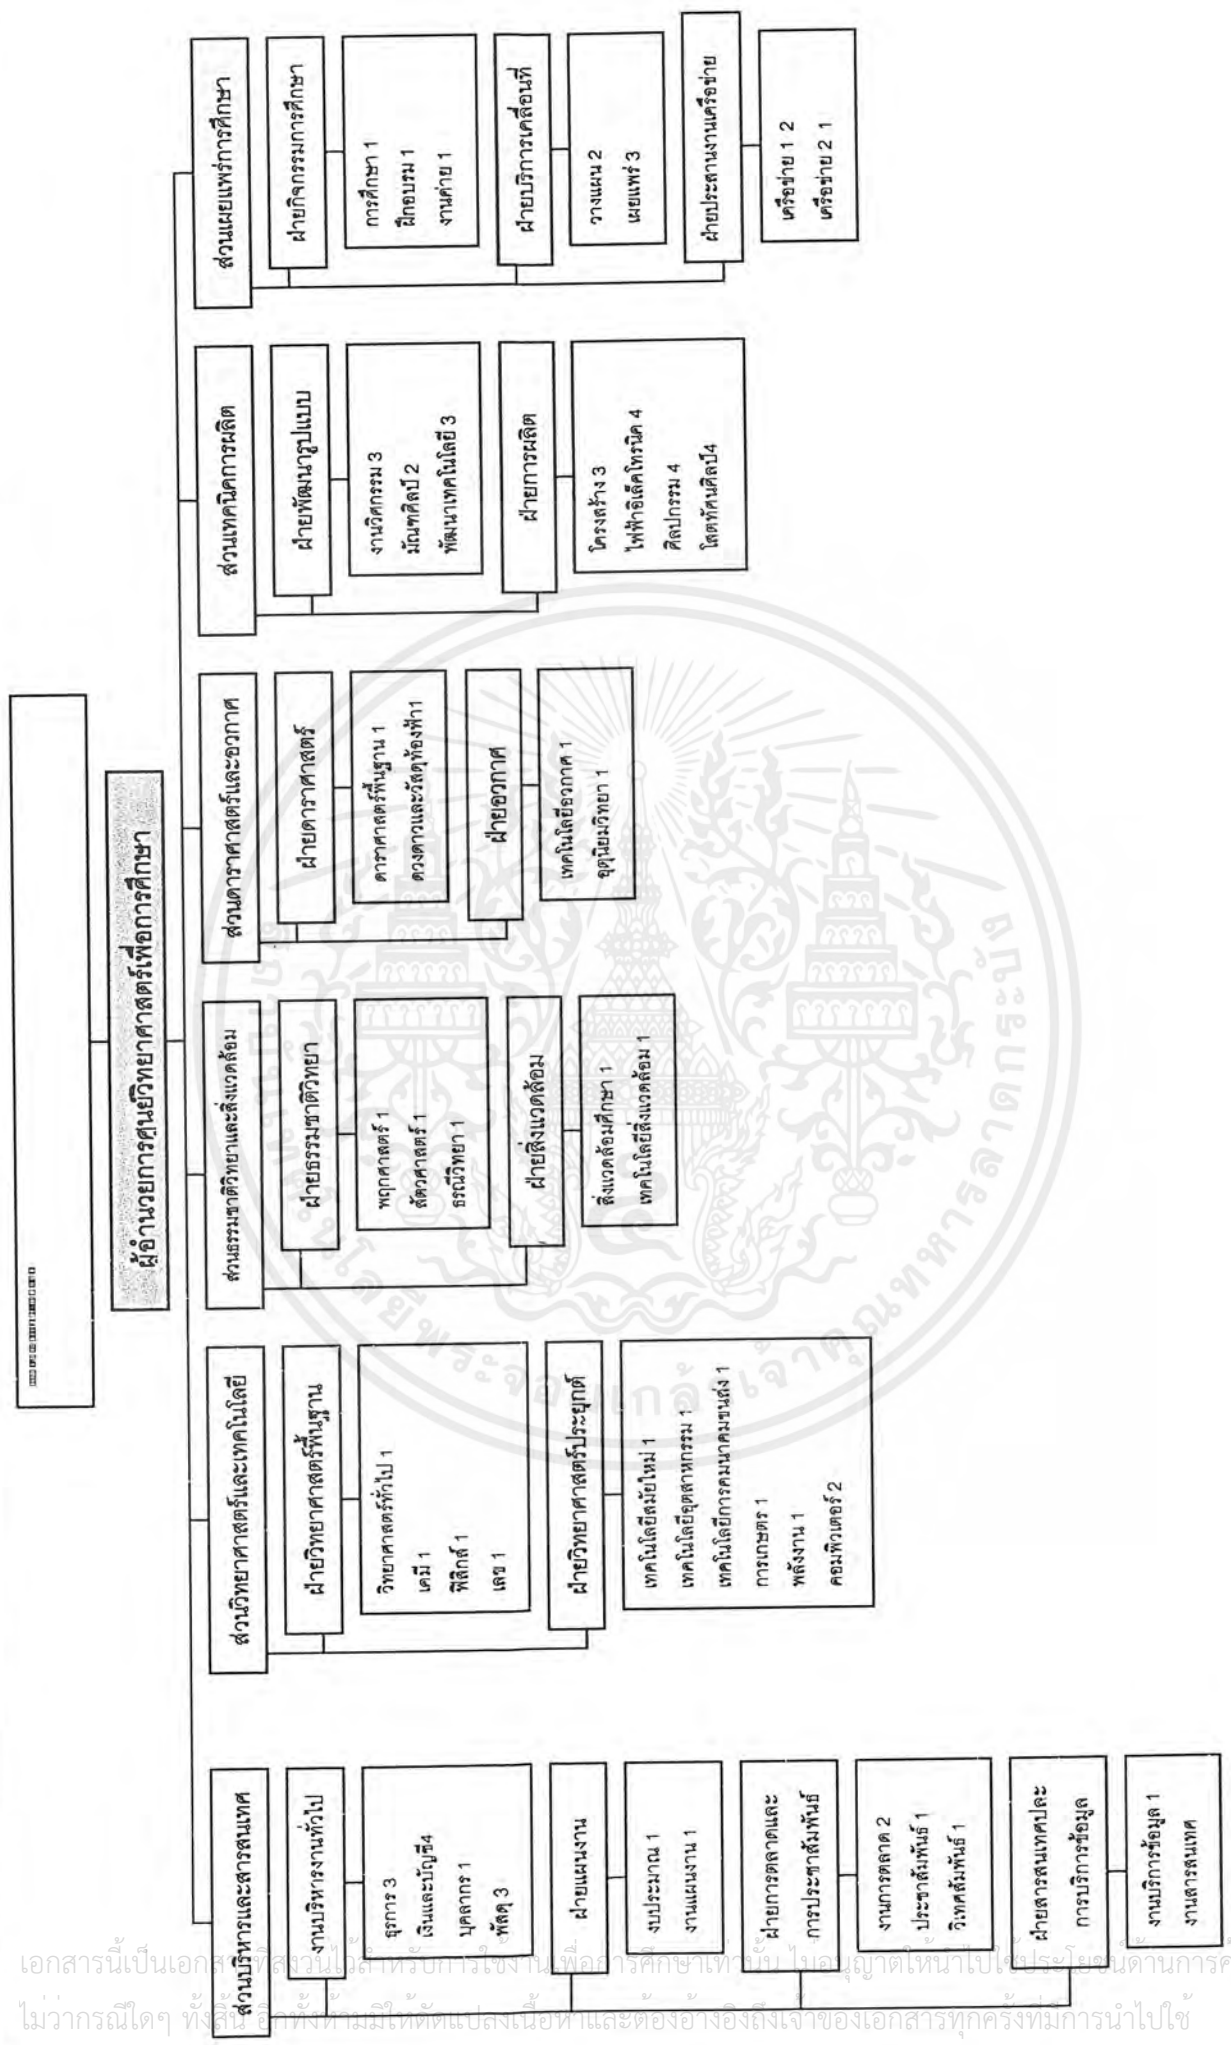 ผู้อำนวยการศูนย์วิทยาศาสตร์เพื่อการศึกษา
ส่วนบริหารและสารสนเทศ
งานบริหารงานทั่วไป
ธุรการ 3
เงินและบัญชี4
บุคลากร 1
พัสดุ 3
ฝ่ายแผนงาน
งบประมาณ 1
งานแผนงาน 1
ฝ่ายการตลาดและ
การประชาสัมพันธ์
งานการตลาด 2
ประชาสัมพันธ์ 1
วิเทศสัมพันธ์ 1
ฝ่ายสารสนเทศปละ
การบริการข้อมูล
งานบริการข้อมูล 1
งานสารสนเทศ
ส่วนวิทยาศาสตร์และเทคโนโลยี
ฝ่ายวิทยาศาสตร์พื้นฐาน
วิทยาศาสตร์ทั่วไป 1
เคมี 1
ฟิสิกส์ 1
เลข 1
ฝ่ายวิทยาศาสตร์ประยุกต์
เทคโนโลยีสมัยใหม่ 1
เทคโนโลยีอุตสาหกรรม 1
เทคโนโลยีการคมนาคมขนส่ง 1
การเกษตร 1
พลังงาน 1
คอมพิวเตอร์ 2
ส่วนธรรมชาติวิทยาและสิ่งแวดล้อม
ฝ่ายธรรมชาติวิทยา
พฤกศาสตร์ 1
สัตวศาสตร์ 1
ธรณีวิทยา 1
ฝ่ายสิ่งแวดล้อม
สิ่งแวดล้อมศึกษา 1
เทคโนโลยีสิ่งแวดล้อม 1
ส่วนดาราศาสตร์และอวกาศ
ฝ่ายดาราศาสตร์
ดาราศาสตร์พื้นฐาน 1
ดวงดาวและวัสดุท้องฟ้า1
ฝ่ายอวกาศ
เทคโนโลยีอวกาศ 1
อุตุนิยมวิทยา 1
ส่วนเทคนิคการผลิต
ฝ่ายพัฒนารูปแบบ
งานวิศกรรม 3
มัณฑศิลป์ 2
พัฒนาเทคโนโลยี 3
ฝ่ายการผลิต
โครงสร้าง 3
ไฟฟ้าอิเล็คโทรนิค 4
ศิลปกรรม 4
โสตทัศนศิลป์4
ส่วนเผยแพร่การศึกษา
ฝ่ายกิจกรรมการศึกษา
การศึกษา 1
ฝึกอบรม 1
งานค่าย 1
ฝ่ายบริการเคลื่อนที่
วางแผน 2
เผยแพร่ 3
ฝ่ายประสานงานเครือข่าย
เครือข่าย 1 2
เครือข่าย 2 1
เอกสารนี้เป็นเอกสารที่สงวนไว้สำหรับการใช้งานเพื่อการศึกษาเท่านั้น ไม่อนุญาตให้นำไปใช้ประโยชน์ด้านการค้
ไม่ว่ากรณีใดๆ ทั้งสิ้น อีกทั้งห้ามมิให้ดัดแปลงเนื้อหาและต้องอ้างอิงถึงเจ้าของเอกสารทุกครั้งที่มีการนำไปใช้